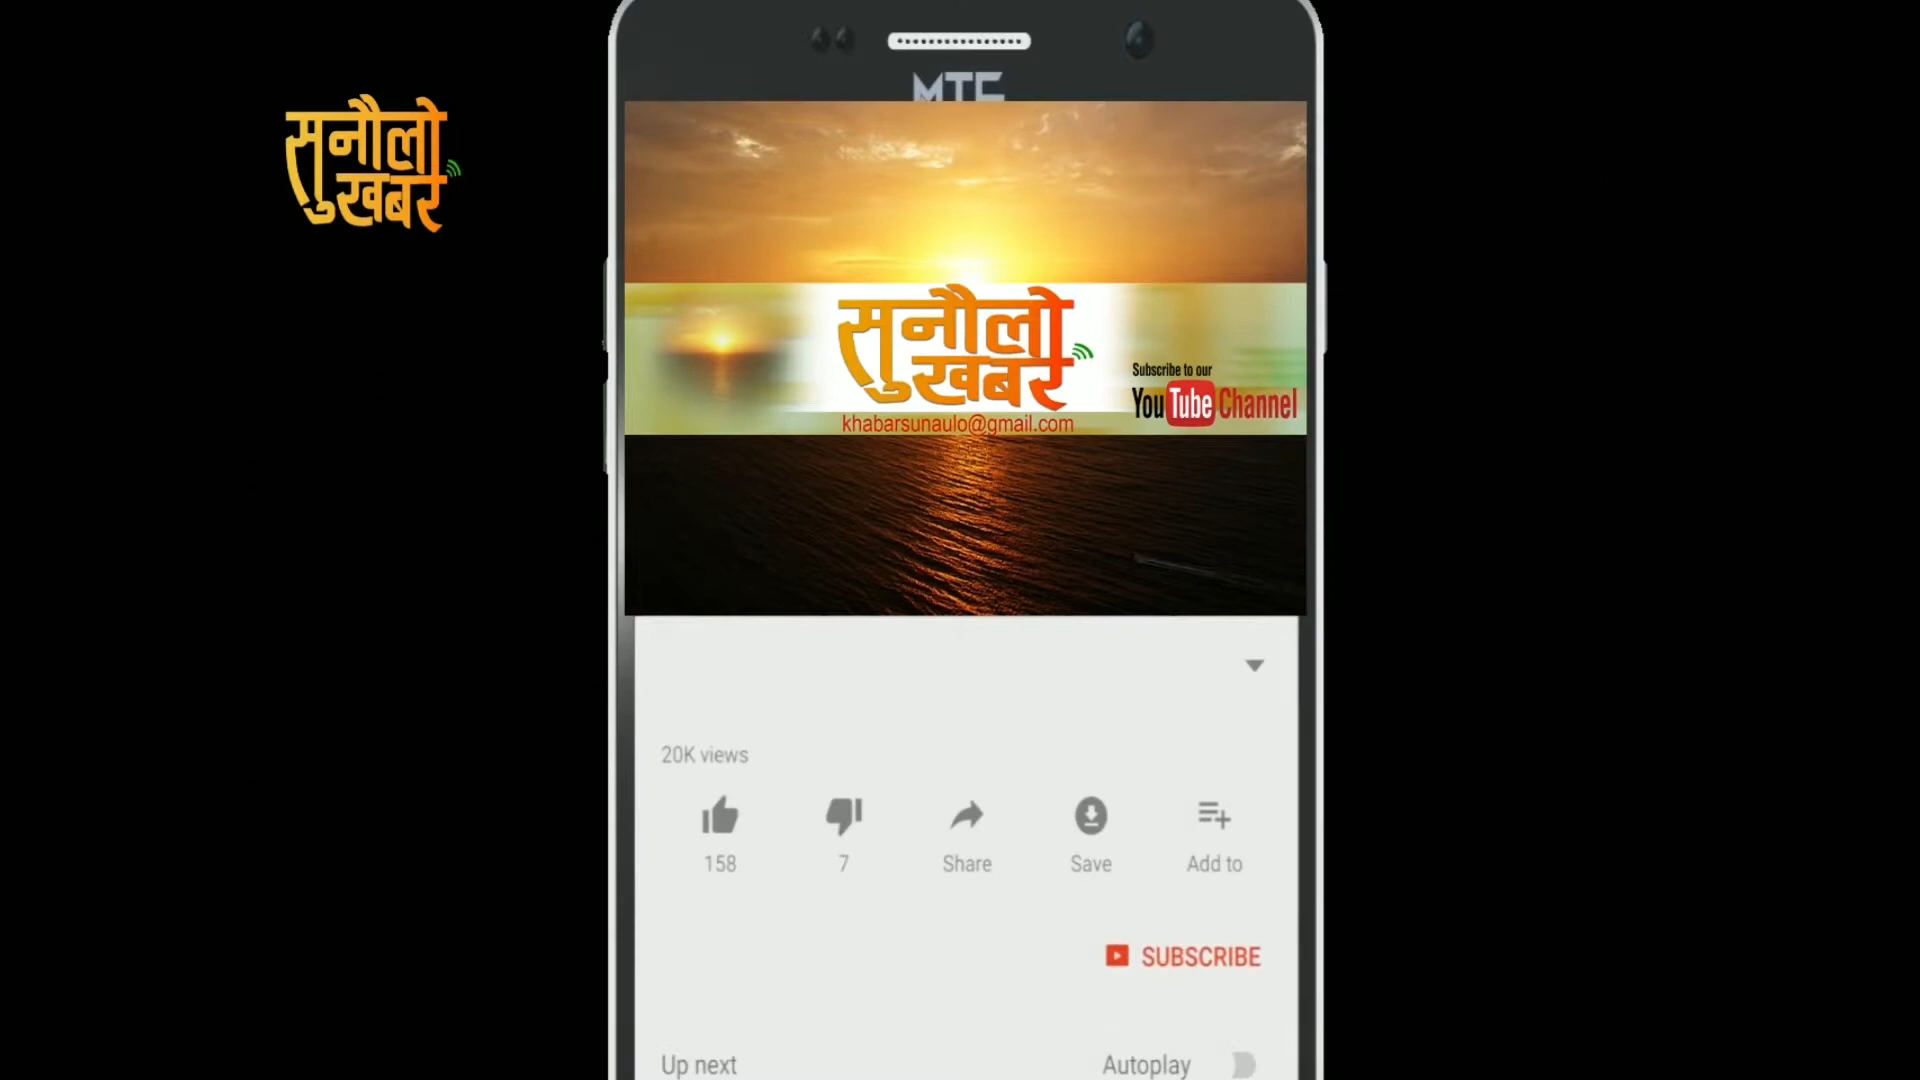 सुनौलो
खबर
सुनौलो
खबर
khabarsunaulo@gmail.com
Subscribe to our
YouTube Channel
20K views
158
7
Share
Save
Add to
SUBSCRIBE
Up next
Autoplay